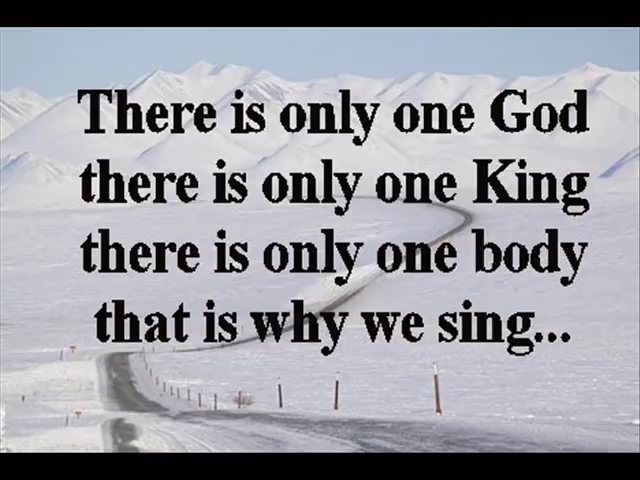 There is only one God
there is only one King
there is only one body
that is why we sing...